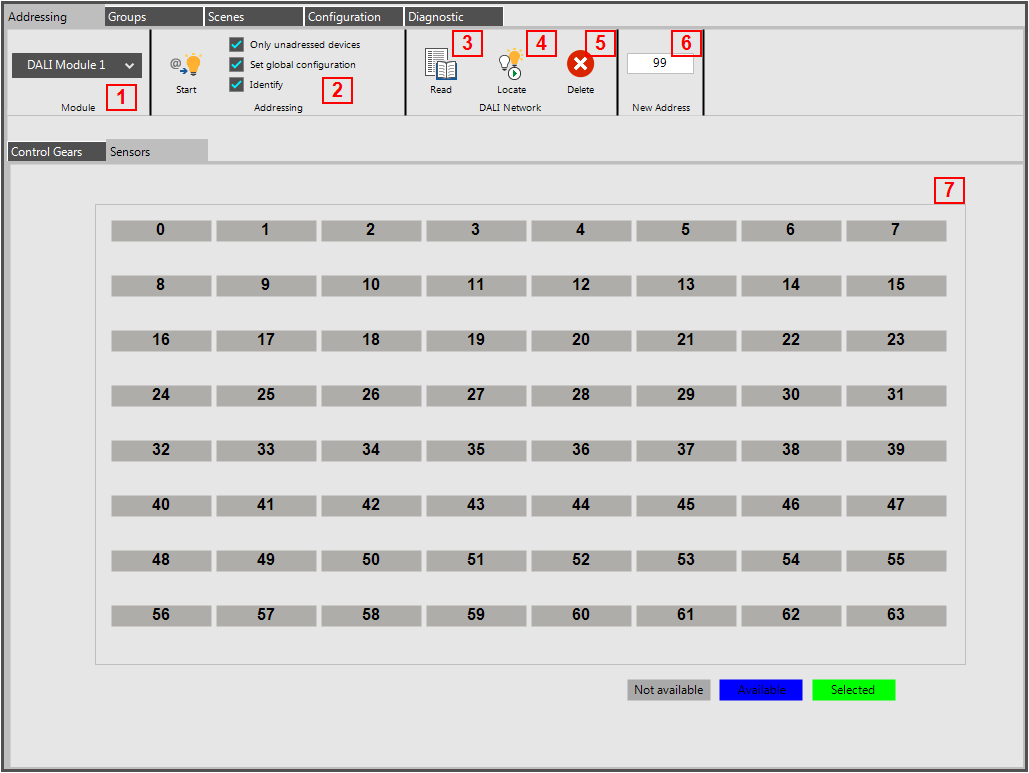 Addressing Groups Scenes Configuration Diagnostic
3 4 5 6
Only unadressed devices
DALI Module 1 Set global configuration 99
Identify
Start Read Locate Delete
1 2
Module Addressing DALI Network New Address
Control Gears Sensors
7
0 1 2 3 4 5 6 7
8 9 10 11 12 13 14 15
16 17 18 19 20 21 22 23
24 25 26 27 28 29 30 31
32 33 34 35 36 37 38 39
40 41 42 43 44 45 46 47
48 49 50 51 52 53 54 55
56 57 58 59 60 61 62 63
Not available Available Selected